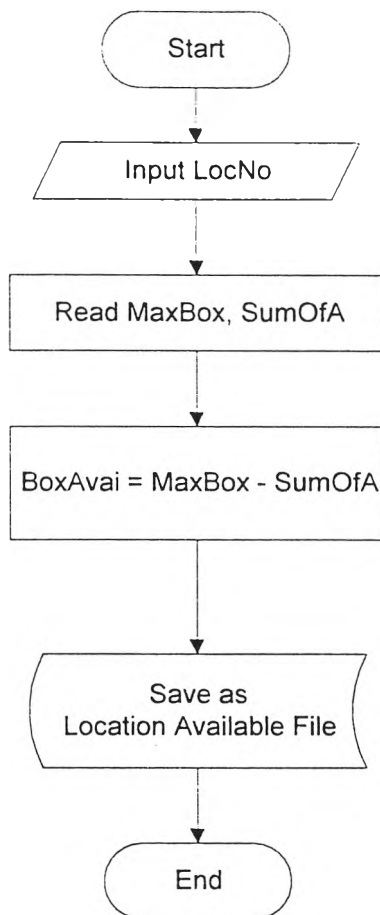 Start
Input LocNo
Read MaxBox, SumOfA
BoxAvai = MaxBox - SumOfA
Save as
Location Available File
End